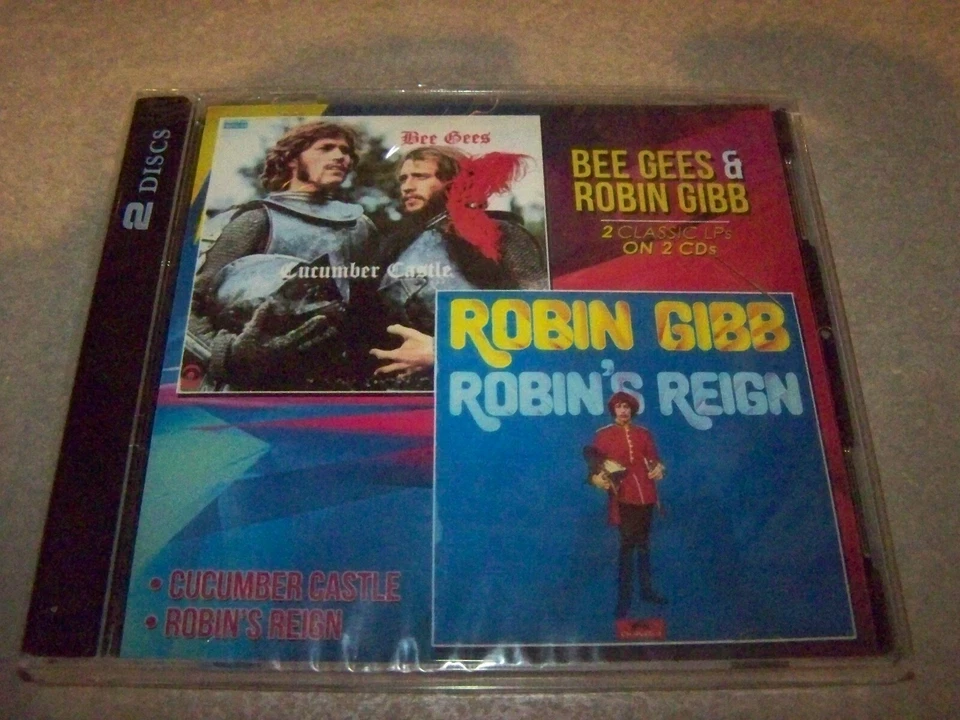 2 DISCS
Bee Gees
Cucumber Castle
BEE GEES &
ROBIN GIBB
2 CLASSIC LPs
ON 2 CDs
ROBIN GIBB
ROBIN'S REIGN
• CUCUMBER CASTLE
• ROBIN'S REIGN